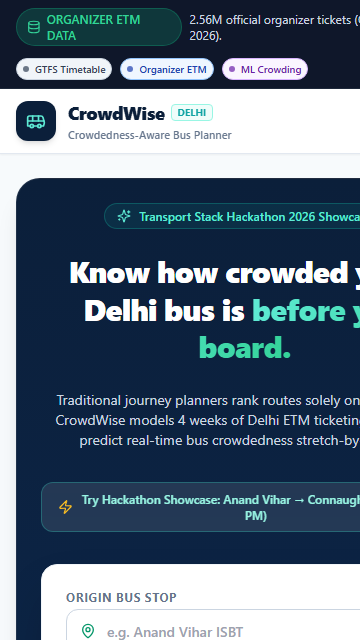 ORGANIZER ETM
DATA
2.56M official organizer tickets (
2026).
GTFS Timetable
Organizer ETM
ML Crowding
CrowdWise DELHI
Crowdedness-Aware Bus Planner
Transport Stack Hackathon 2026 Showca
Know how crowded y
Delhi bus is before y
board.
Traditional journey planners rank routes solely on
CrowdWise models 4 weeks of Delhi ETM ticketin
predict real-time bus crowdedness stretch-by
Try Hackathon Showcase: Anand Vihar → Connaugh
PM)
ORIGIN BUS STOP
e.g. Anand Vihar ISBT